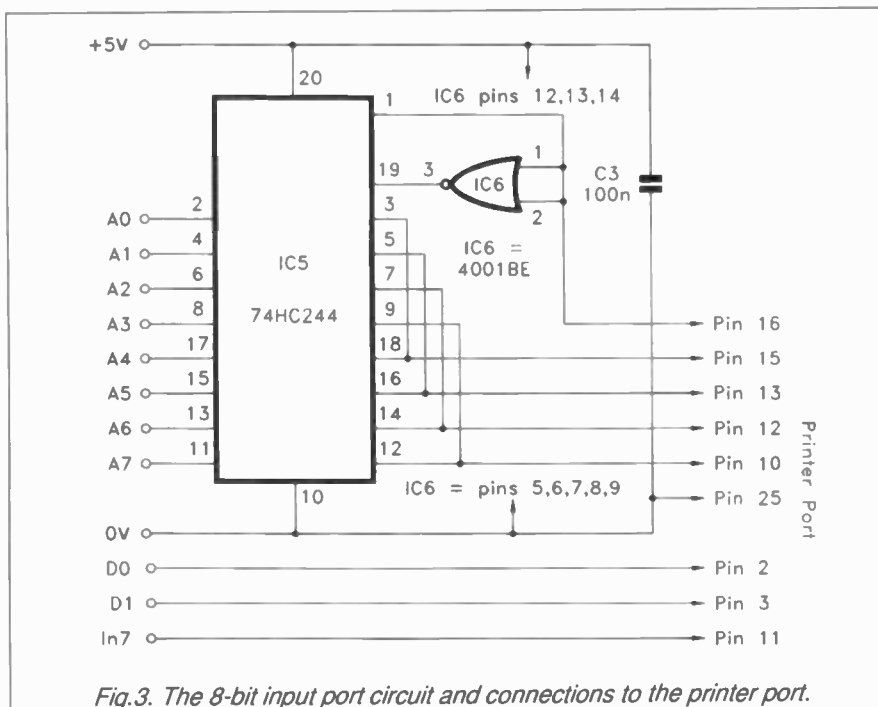 +5V
20
IC6 pins 12,13,14
1
19
3
1
IC6
2
C3
100n
IC6 =
4001BE
IC5
74HC244
A0
2
3
A1
4
5
A2
6
7
A3
8
9
A4
17
18
A5
15
16
A6
13
14
A7
11
12
10
IC6 = pins 5,6,7,8,9
Pin 16
Pin 15
Pin 13
Pin 12
Pin 10
Pin 25
Printer Port
0V
D0
Pin 2
D1
Pin 3
In7
Pin 11
Fig.3. The 8-bit input port circuit and connections to the printer port.